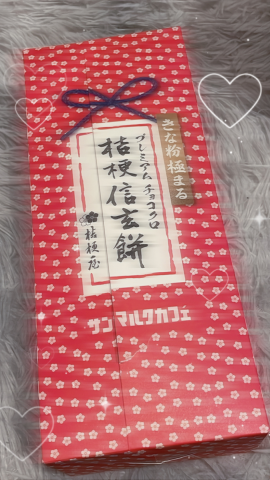 きな粉 極まる
プレミアム チョコクロ
桔梗信玄餅
桔梗屋
サンマルクカフェ